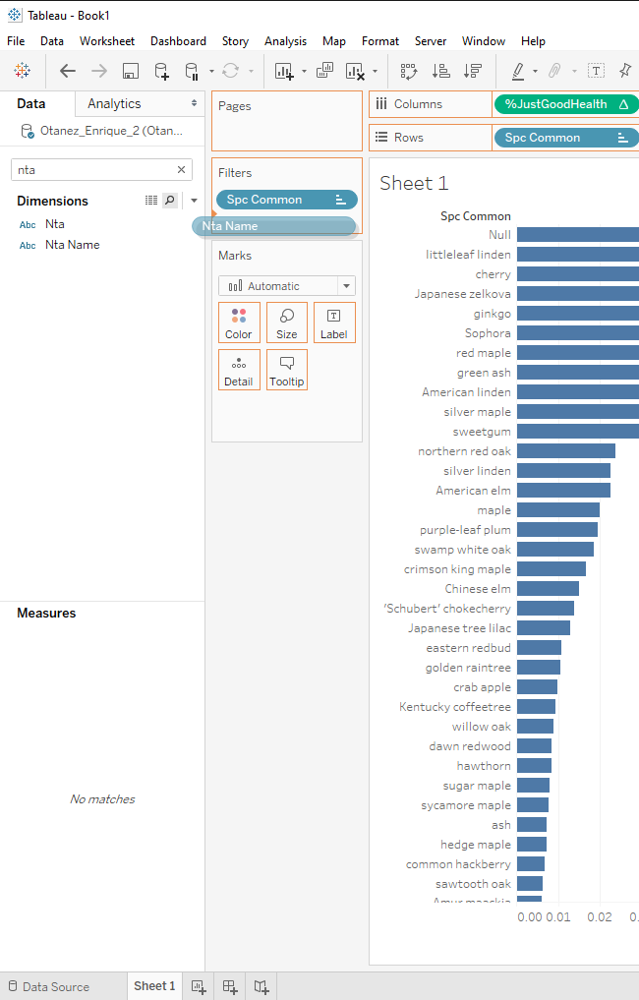 Tableau - Book1
File Data Worksheet Dashboard Story Analysis Map Format Server Window Help
Data Analytics
Otanez_Enrique_2 (Otan...
nta
Dimensions
Abc Nta
Abc Nta Name
Measures
No matches
Pages
Filters
Spc Common
Nta Name
Marks
Automatic
Color Size Label
Detail Tooltip
Columns %JustGoodHealth
Rows Spc Common
Sheet 1
Spc Common
Null
littleleaf linden
cherry
Japanese zelkova
ginkgo
Sophora
red maple
green ash
American linden
silver maple
sweetgum
northern red oak
silver linden
American elm
maple
purple-leaf plum
swamp white oak
crimson king maple
Chinese elm
'Schubert' chokecherry
Japanese tree lilac
eastern redbud
golden raintree
crab apple
Kentucky coffeetree
willow oak
dawn redwood
hawthorn
sugar maple
sycamore maple
ash
hedge maple
common hackberry
sawtooth oak
Amur maackia
0.00 0.01 0.02 0.
Data Source Sheet 1